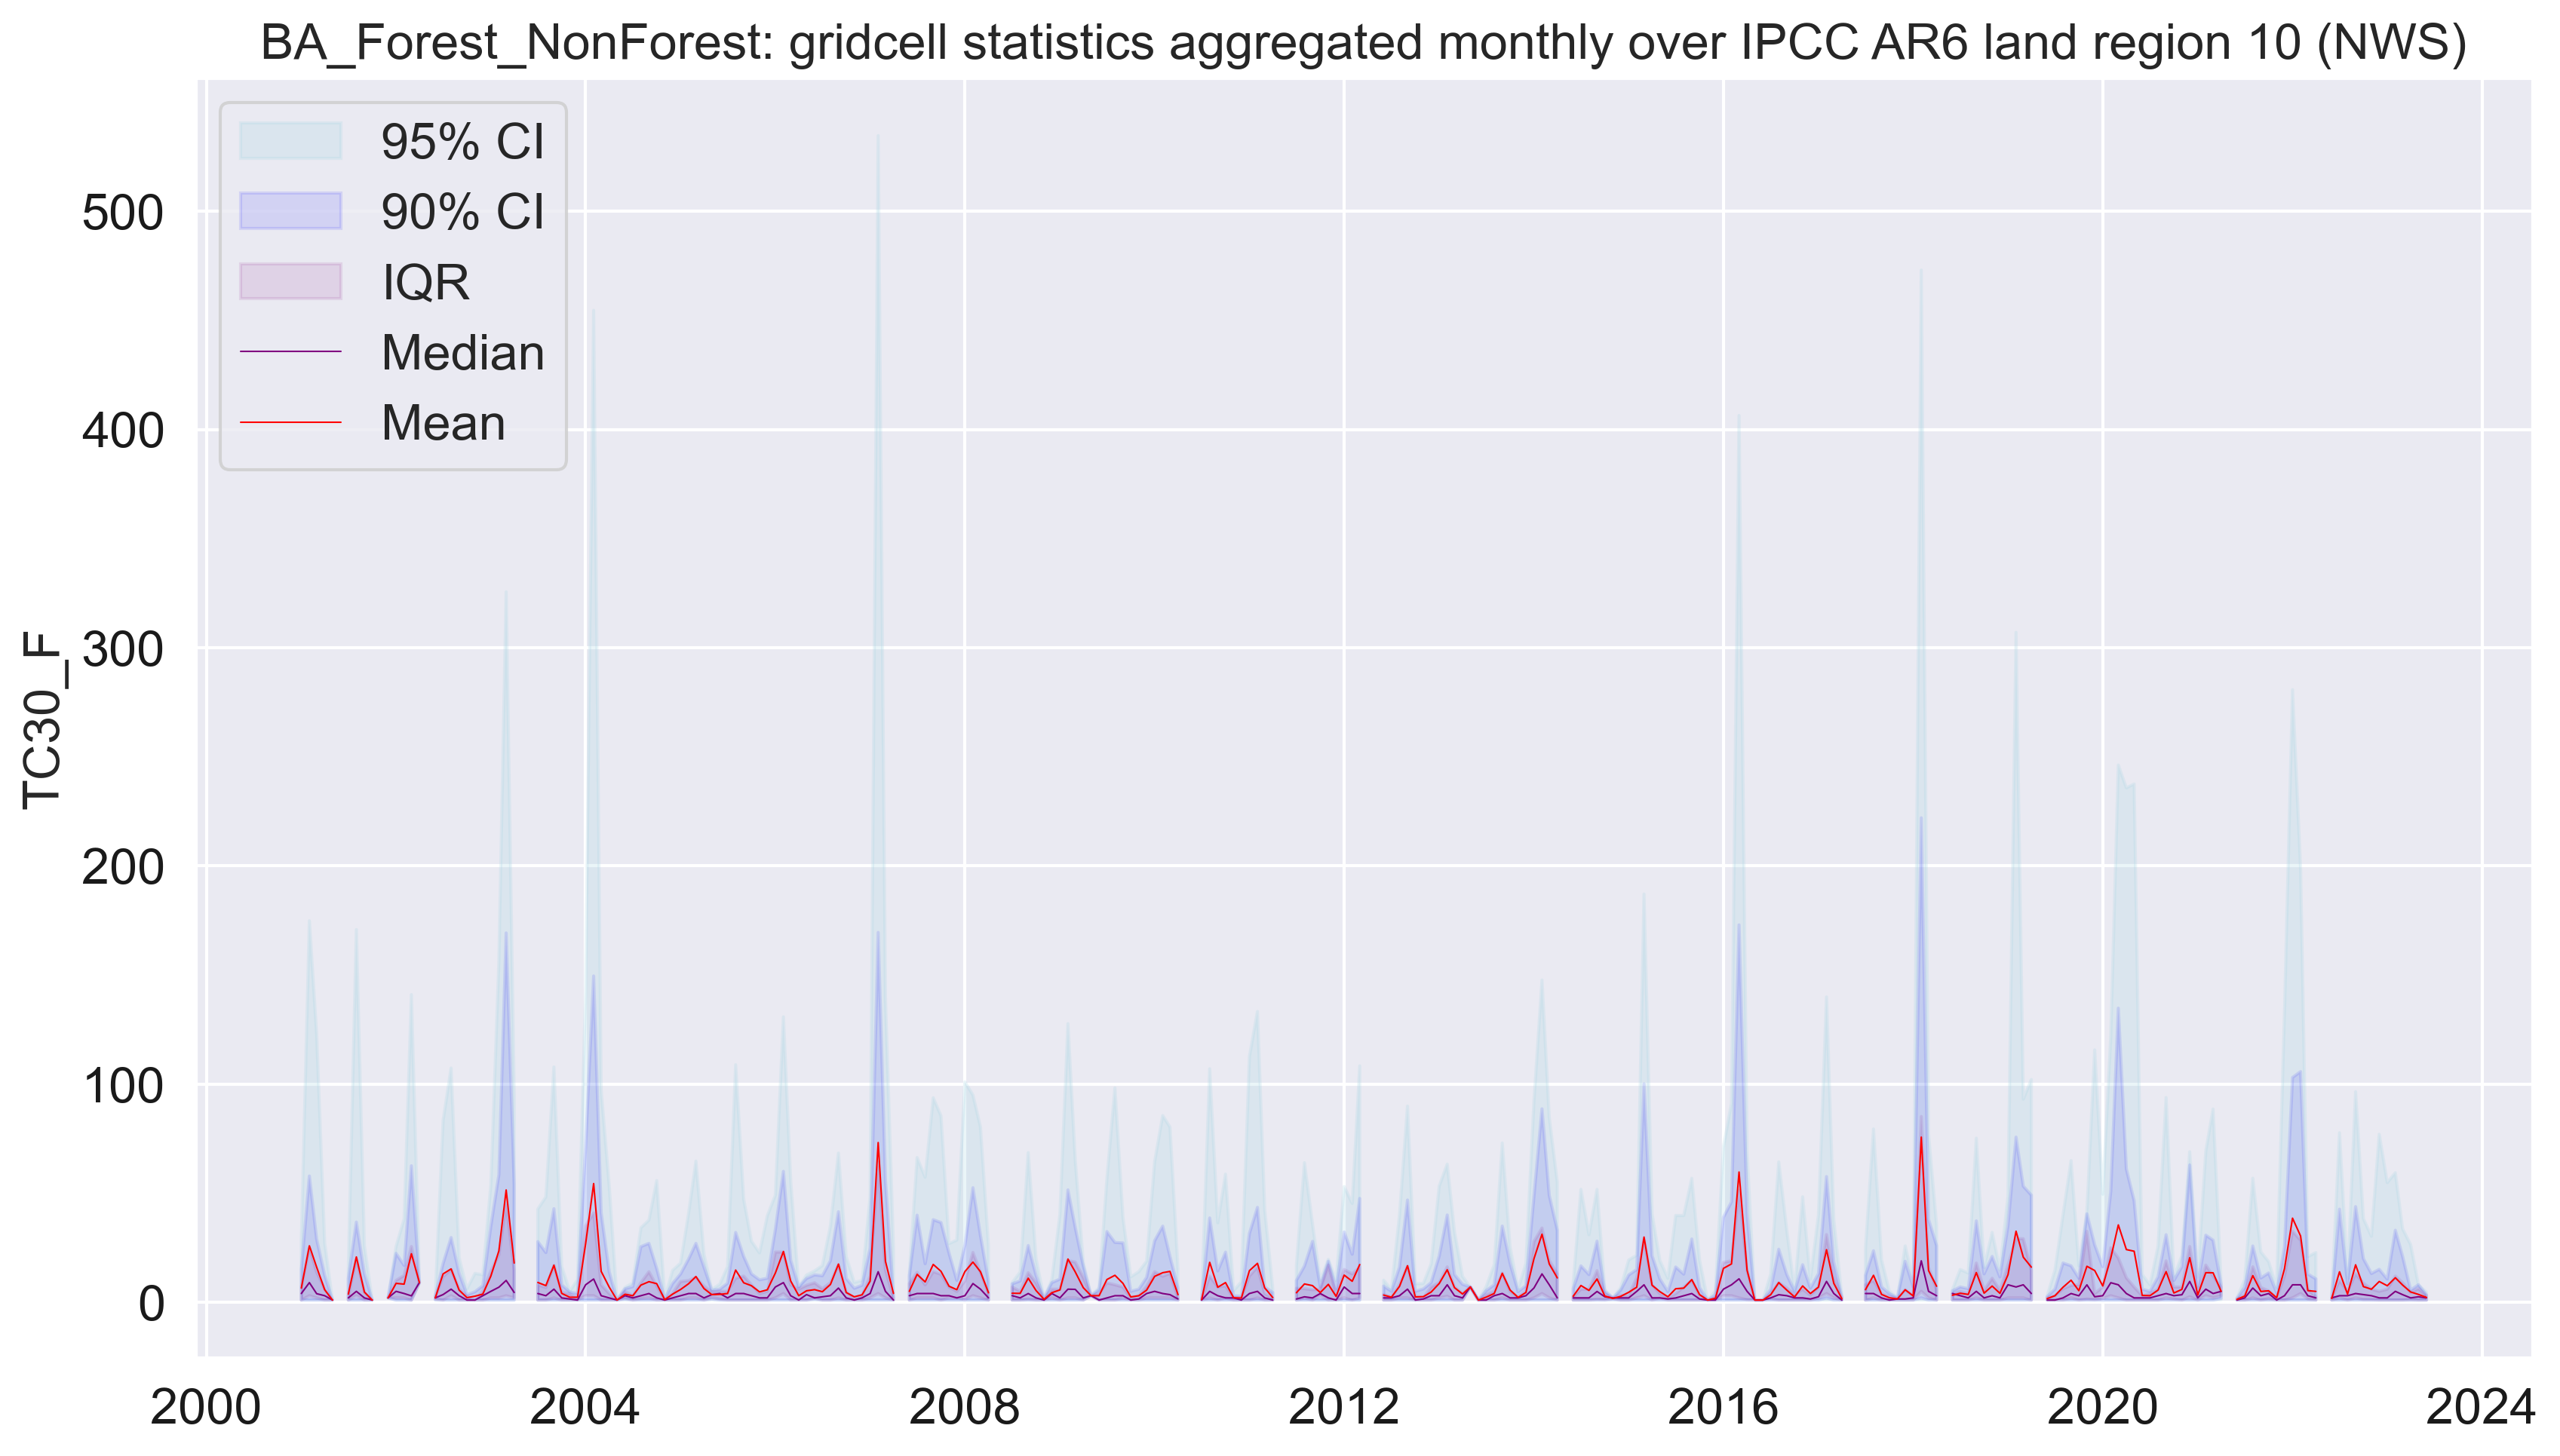 BA_Forest_NonForest: gridcell statistics aggregated monthly over IPCC AR6 land region 10 (NWS)
95% CI
90% CI
IQR
Median
Mean
TC30_F
500
400
300
200
100
0
2000 2004 2008 2012 2016 2020 2024